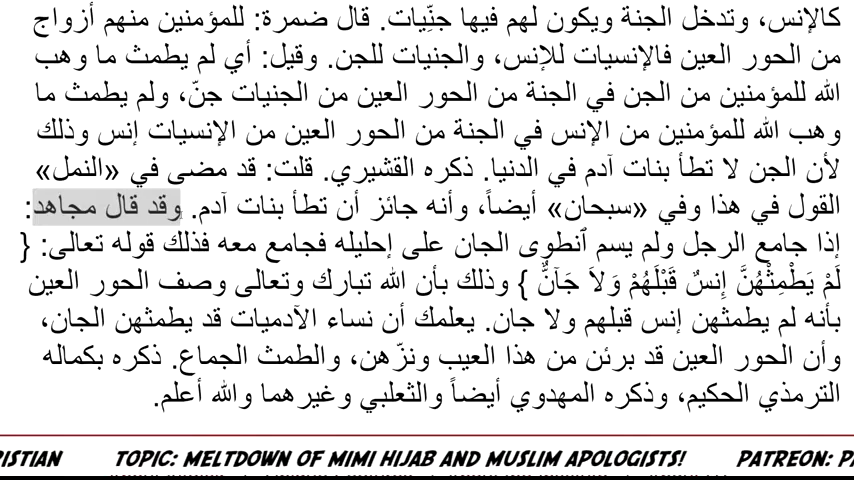 كالإنس، وتدخل الجنة ويكون لهم فيها جنِّيات. قال ضمرة: للمؤمنين منهم أزواج
من الحور العين فالإنسيات للإنس، والجنيات للجن. وقيل: أي لم يطمث ما وهب
الله للمؤمنين من الجن في الجنة من الحور العين من الجنيات جنّ، ولم يطمث ما
وهب الله للمؤمنين من الإنس في الجنة من الحور العين من الإنسيات إنس وذلك
لأن الجن لا تطأ بنات آدم في الدنيا. ذكره القشيري. قلت: قد مضى في «النمل»
القول في هذا وفي «سبحان» أيضاً، وأنه جائز أن تطأ بنات آدم. وقد قال مجاهد:
إذا جامع الرجل ولم يسم ٱنطوى الجان على إحليله فجامع معه فذلك قوله تعالى: {
لَمْ يَطْمِثْهُنَّ إِنسٌ قَبْلَهُمْ وَلاَ جَآنٌّ } وذلك بأن الله تبارك وتعالى وصف الحور العين
بأنه لم يطمثهن إنس قبلهم ولا جان. يعلمك أن نساء الآدميات قد يطمثهن الجان،
وأن الحور العين قد برئن من هذا العيب ونزّهن، والطمث الجماع. ذكره بكماله
الترمذي الحكيم، وذكره المهدوي أيضاً والثعلبي وغيرهما والله أعلم.
ISTIAN TOPIC: MELTDOWN OF MIMI HIJAB AND MUSLIM APOLOGISTS! PATREON: